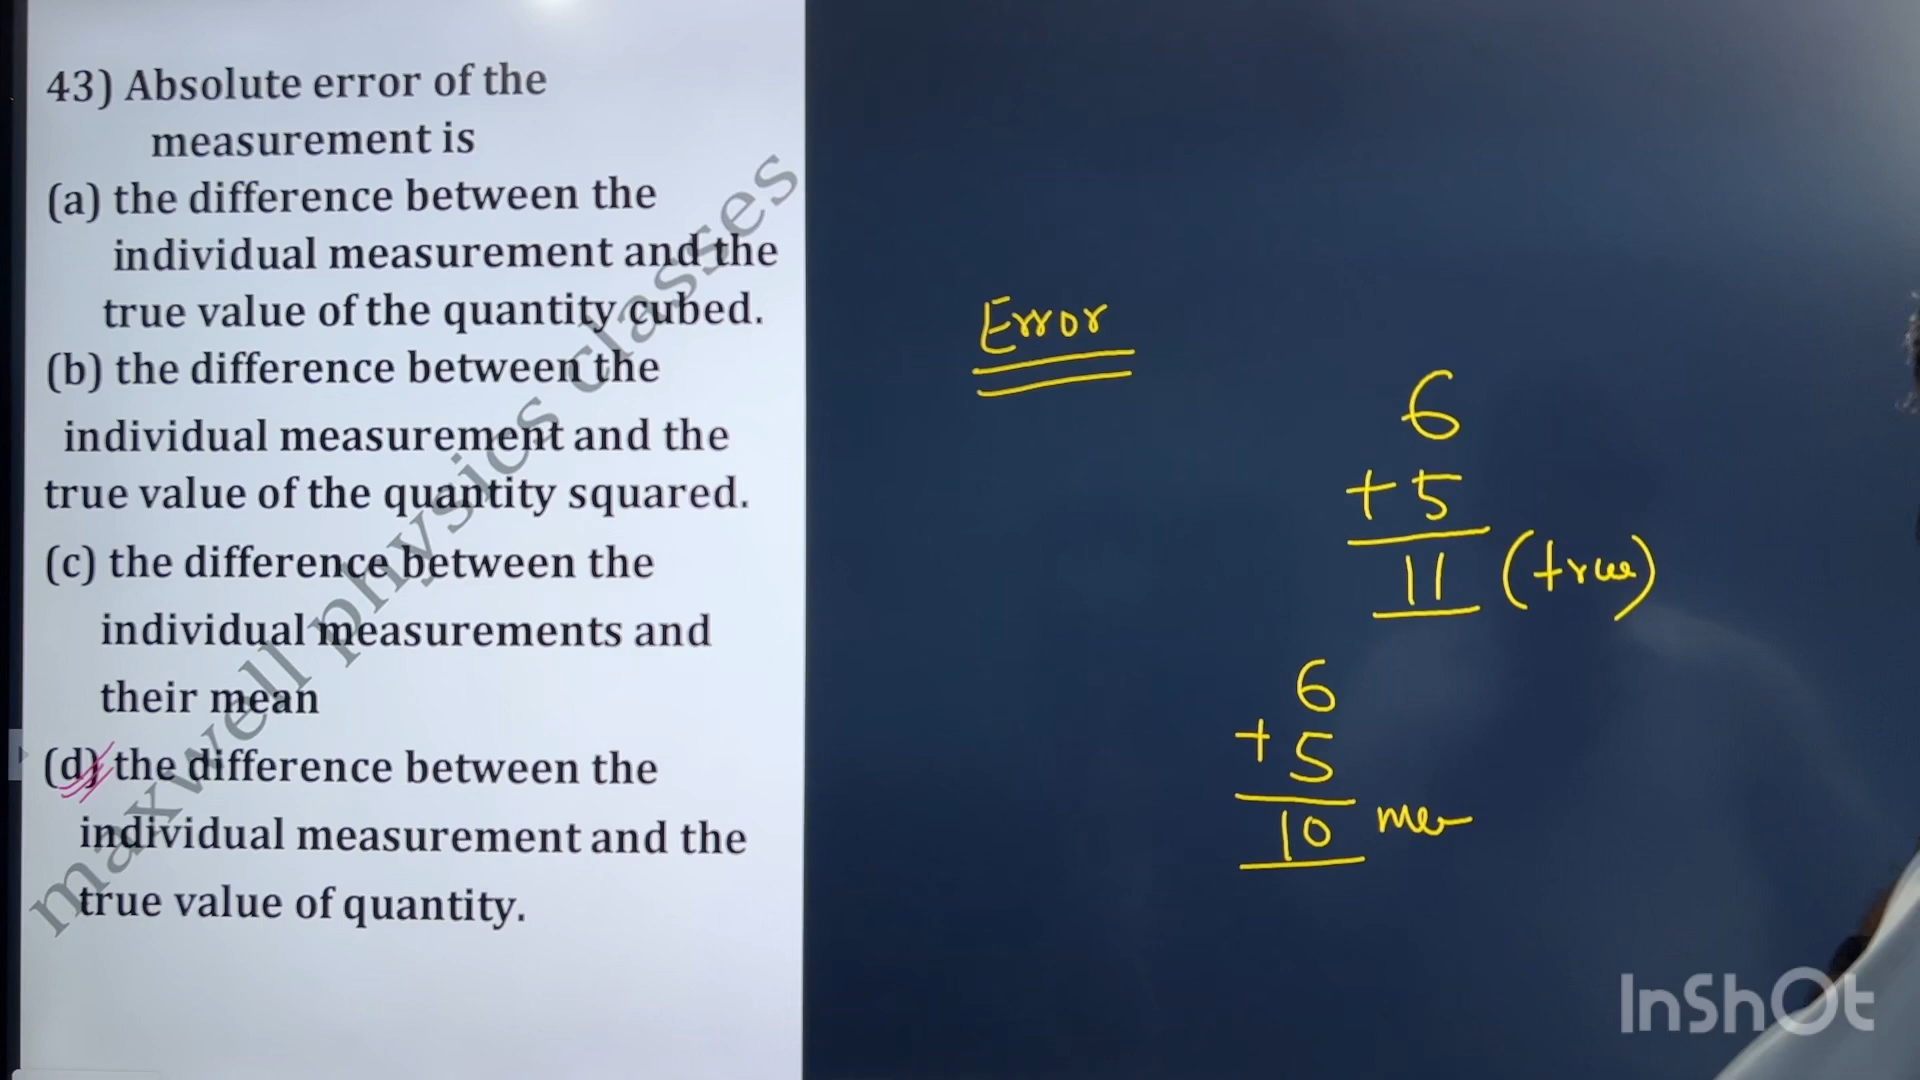 43) Absolute error of the
measurement is
(a) the difference between the
individual measurement and the
true value of the quantity cubed.
(b) the difference between the
individual measurement and the
true value of the quantity squared.
(c) the difference between the
individual measurements and
their mean
(d) the difference between the
individual measurement and the
true value of quantity.
maxwell physics classes
Error
6
+ 5
11 (true)
6
+ 5
10
InShOt